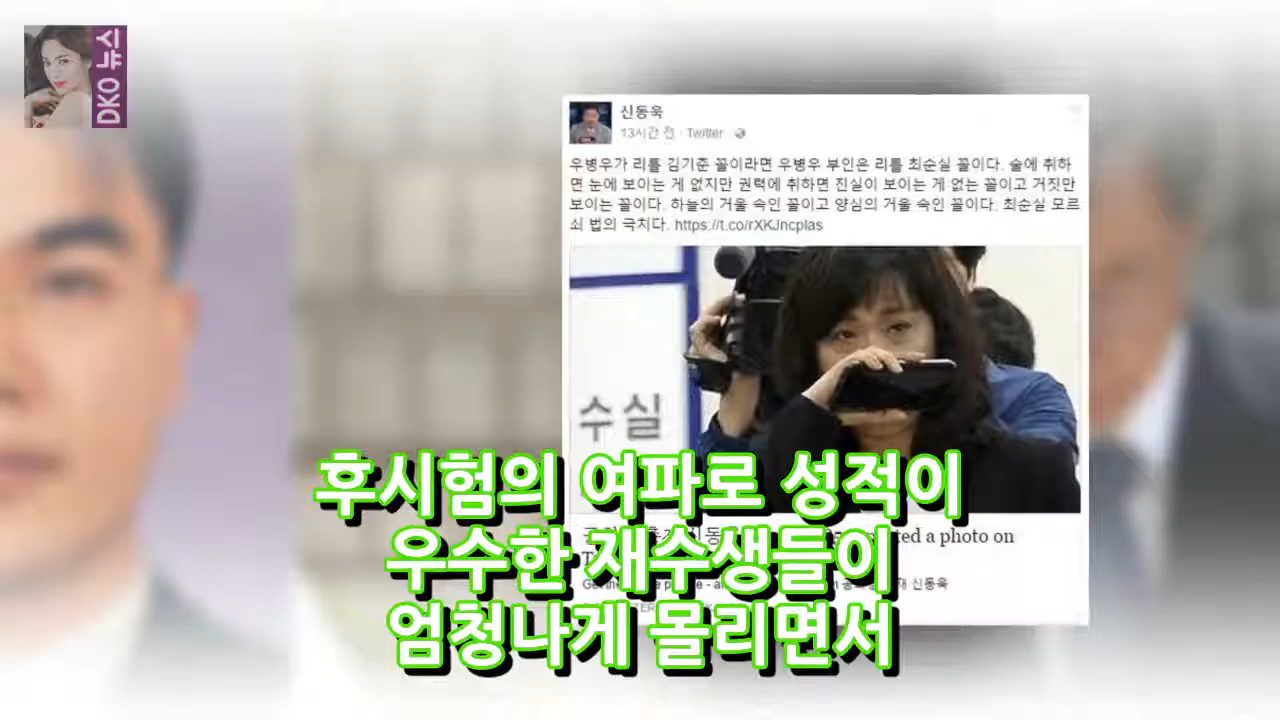 DKO 뉴스
신동욱
13시간 전 · Twitter
우병우가 리틀 김기춘 꼴이라면 우병우 부인은 리틀 최순실 꼴이다. 술에 취하
면 눈에 보이는 게 없지만 권력에 취하면 진실이 보이는 게 없는 꼴이고 거짓만
보이는 꼴이다. 하늘의 거울 속인 꼴이고 양심의 거울 속인 꼴이다. 최순실 모르
쇠 법의 극치다. https://t.co/rXKJncplas
수실
a photo on
신동욱
후시험의 여파로 성적이
우수한 재수생들이
엄청나게 몰리면서